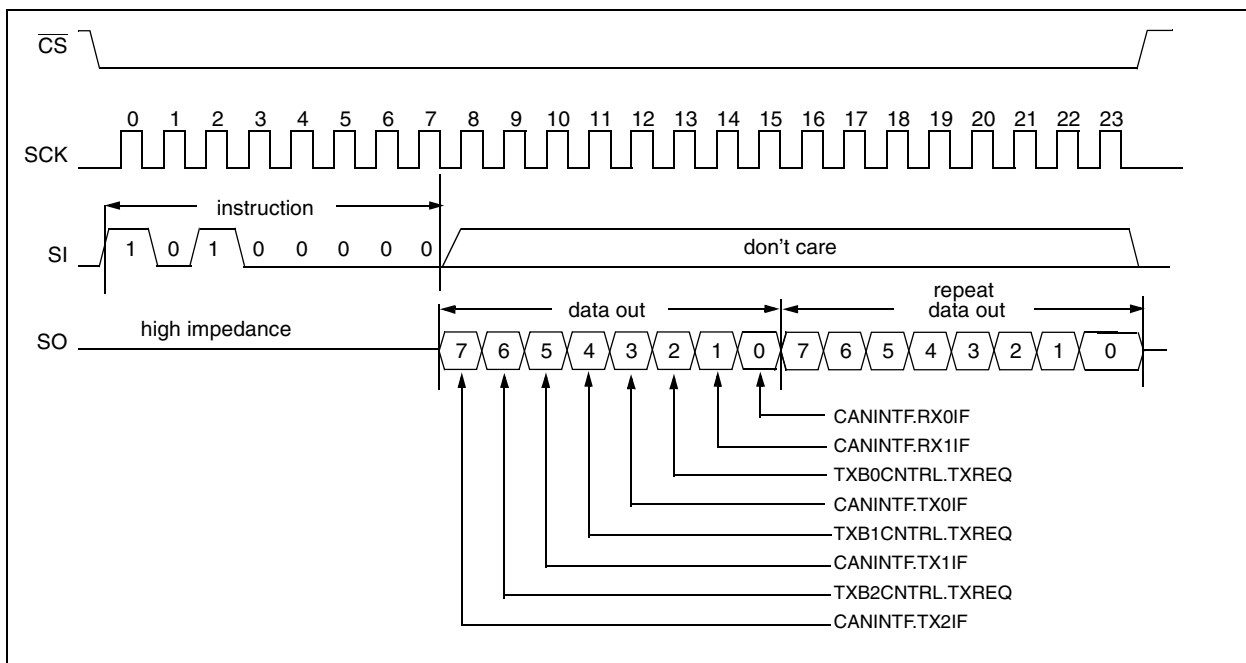 CS
0 1 2 3 4 5 6 7 8 9 10 11 12 13 14 15 16 17 18 19 20 21 22 23
SCK
instruction
SI 1 0 1 0 0 0 0 0 don't care
repeat
data out data out
high impedance
SO 7 6 5 4 3 2 1 0 7 6 5 4 3 2 1 0
CANINTF.RX0IF
CANINTF.RX1IF
TXB0CNTRL.TXREQ
CANINTF.TX0IF
TXB1CNTRL.TXREQ
CANINTF.TX1IF
TXB2CNTRL.TXREQ
CANINTF.TX2IF